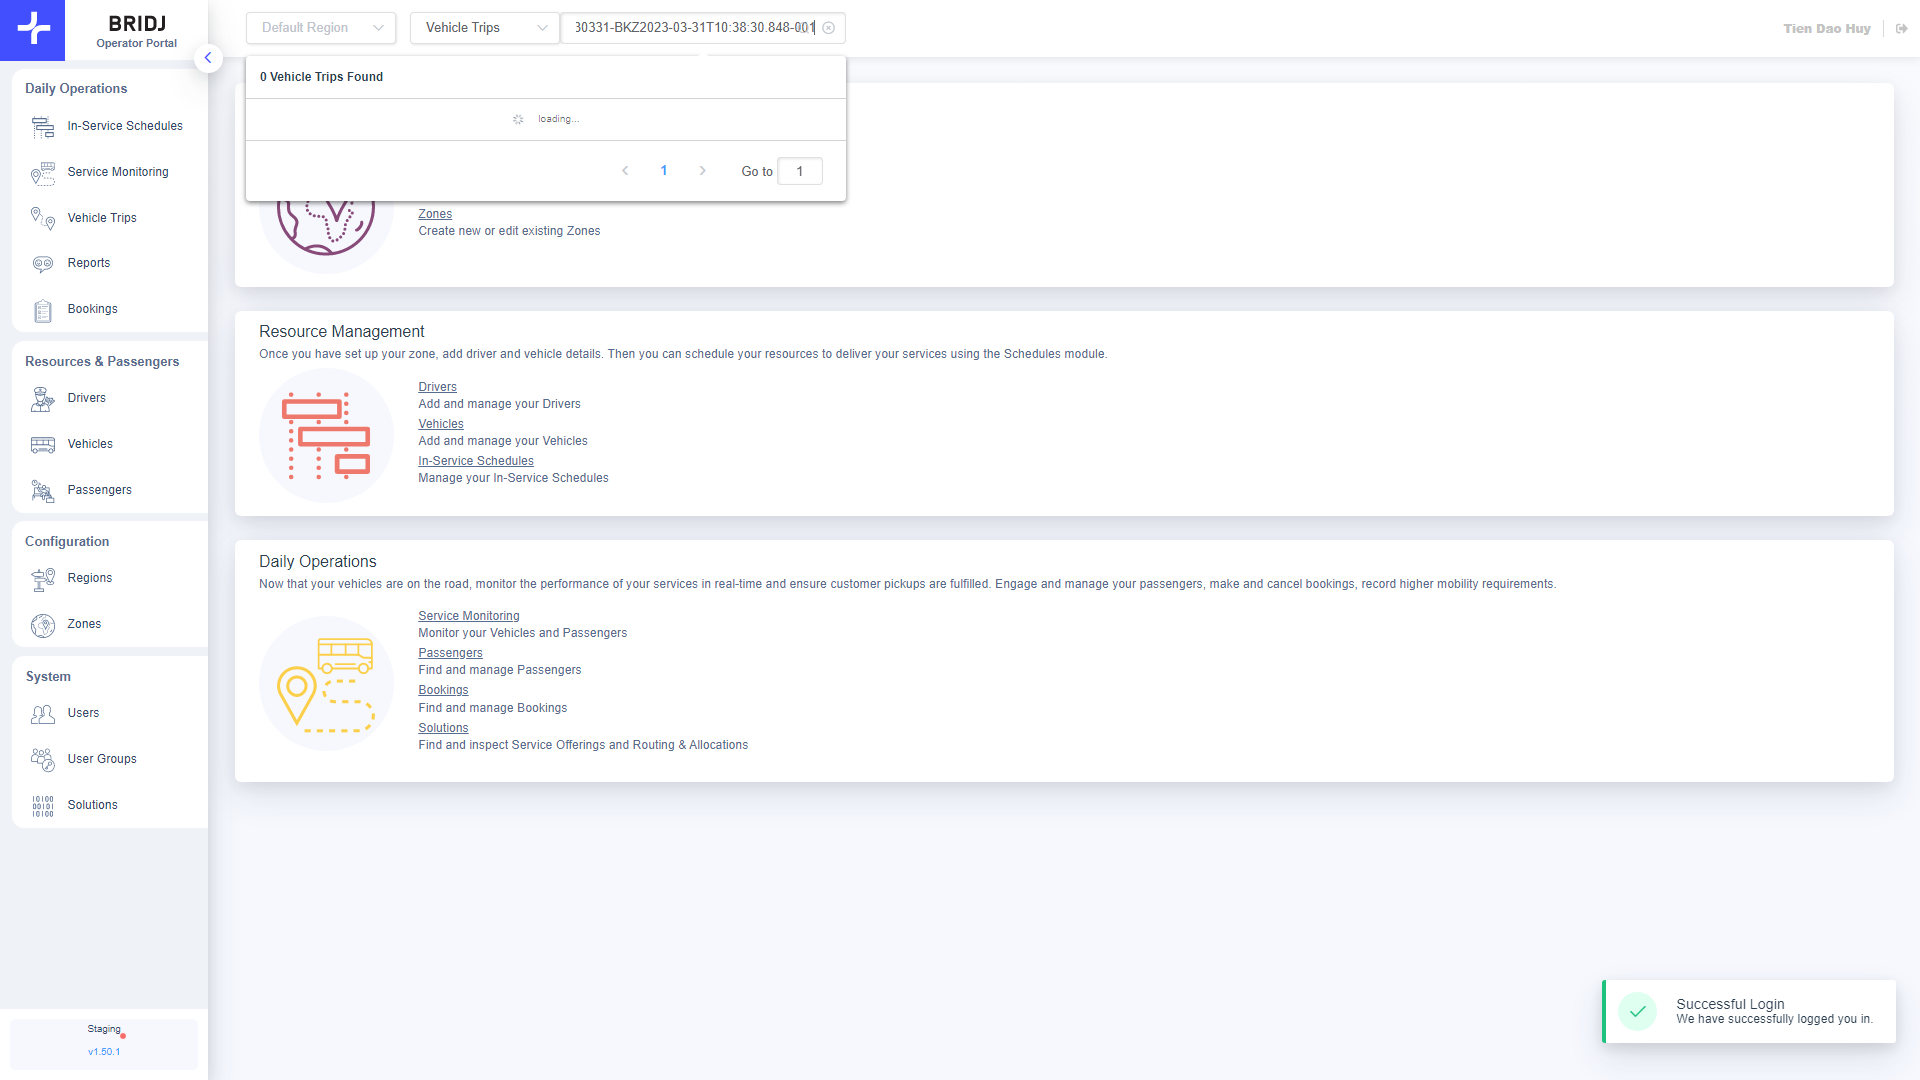 BRIDJ
Operator Portal
Default Region
Vehicle Trips
30331-BKZ2023-03-31T10:38:30.848-001
Tien Dao Huy
0 Vehicle Trips Found
loading...
1
Go to
1
Daily Operations
In-Service Schedules
Service Monitoring
Vehicle Trips
Reports
Bookings
Resources & Passengers
Drivers
Vehicles
Passengers
Configuration
Regions
Zones
System
Users
User Groups
Solutions
Staging
v1.50.1
Zones
Create new or edit existing Zones
Resource Management
Once you have set up your zone, add driver and vehicle details. Then you can schedule your resources to deliver your services using the Schedules module.
Drivers
Add and manage your Drivers
Vehicles
Add and manage your Vehicles
In-Service Schedules
Manage your In-Service Schedules
Daily Operations
Now that your vehicles are on the road, monitor the performance of your services in real-time and ensure customer pickups are fulfilled. Engage and manage your passengers, make and cancel bookings, record higher mobility requirements.
Service Monitoring
Monitor your Vehicles and Passengers
Passengers
Find and manage Passengers
Bookings
Find and manage Bookings
Solutions
Find and inspect Service Offerings and Routing & Allocations
Successful Login
We have successfully logged you in.